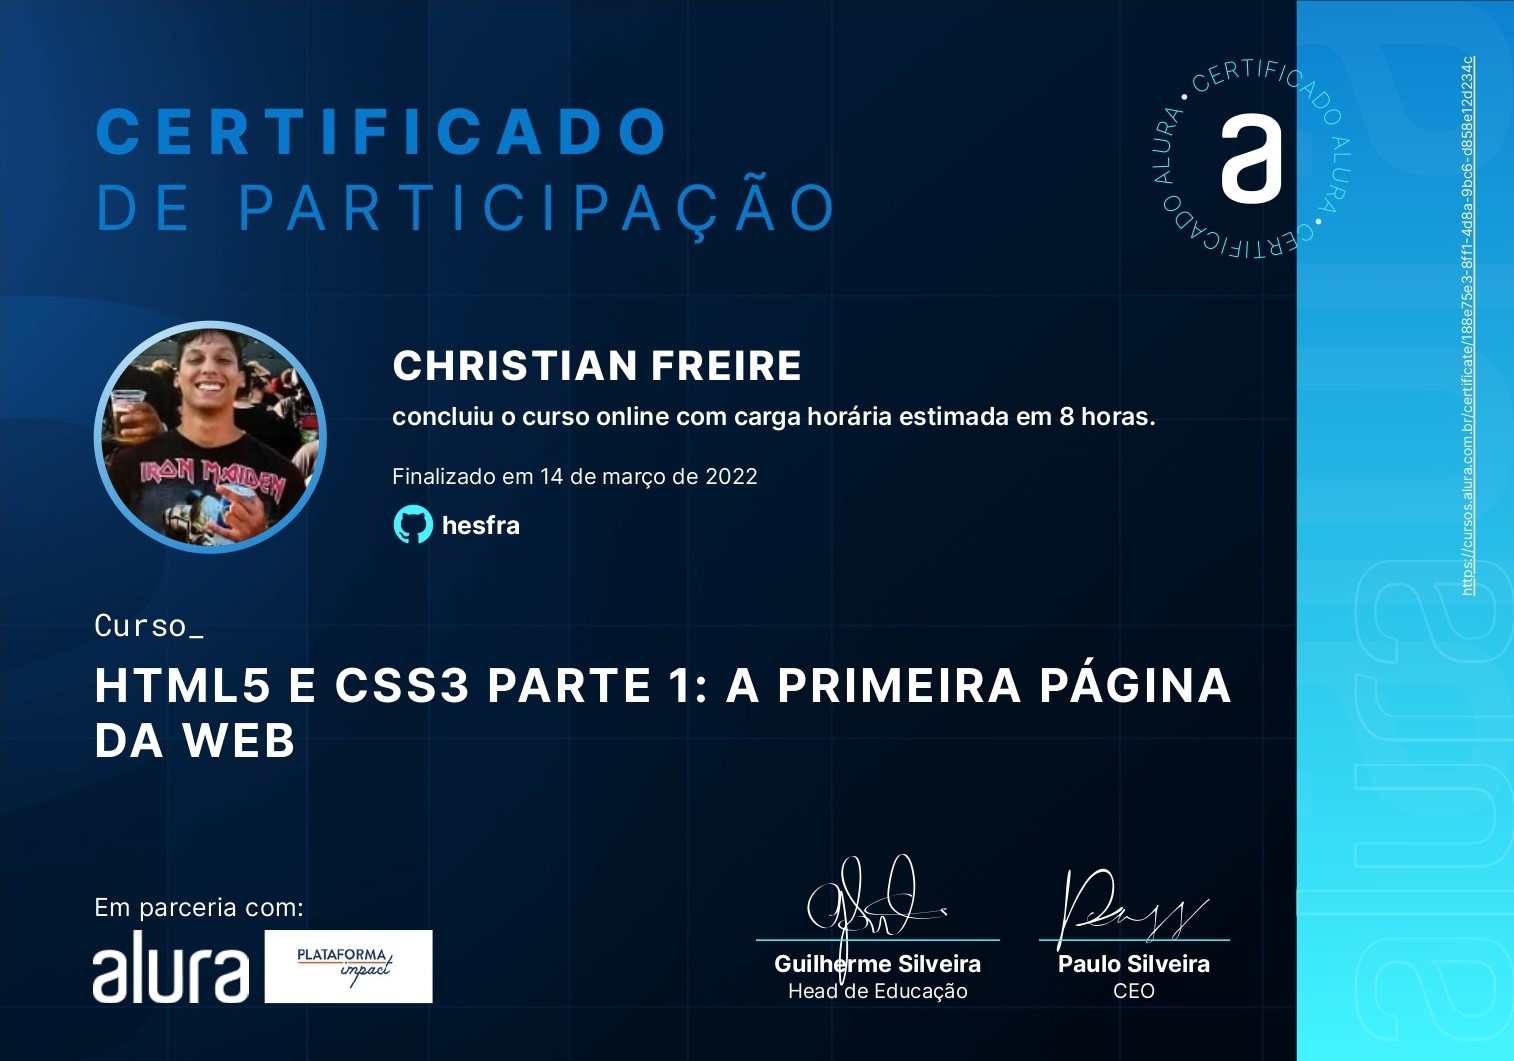 CERTIFICADO
DE PARTICIPAÇÃO
CERTIFICADO ALURA • CERTIFICADO ALURA •
a
CHRISTIAN FREIRE
concluiu o curso online com carga horária estimada em 8 horas.
Finalizado em 14 de março de 2022
hesfra
IRON MAIDEN
Curso_
HTML5 E CSS3 PARTE 1: A PRIMEIRA PÁGINA
DA WEB
Em parceria com:
alura
PLATAFORMA
impact
Guilherme Silveira
Head de Educação
Paulo Silveira
CEO
https://cursos.alura.com.br/certificate/188e75e3-8ff1-4d8a-9bc6-d858e12d234c
alura